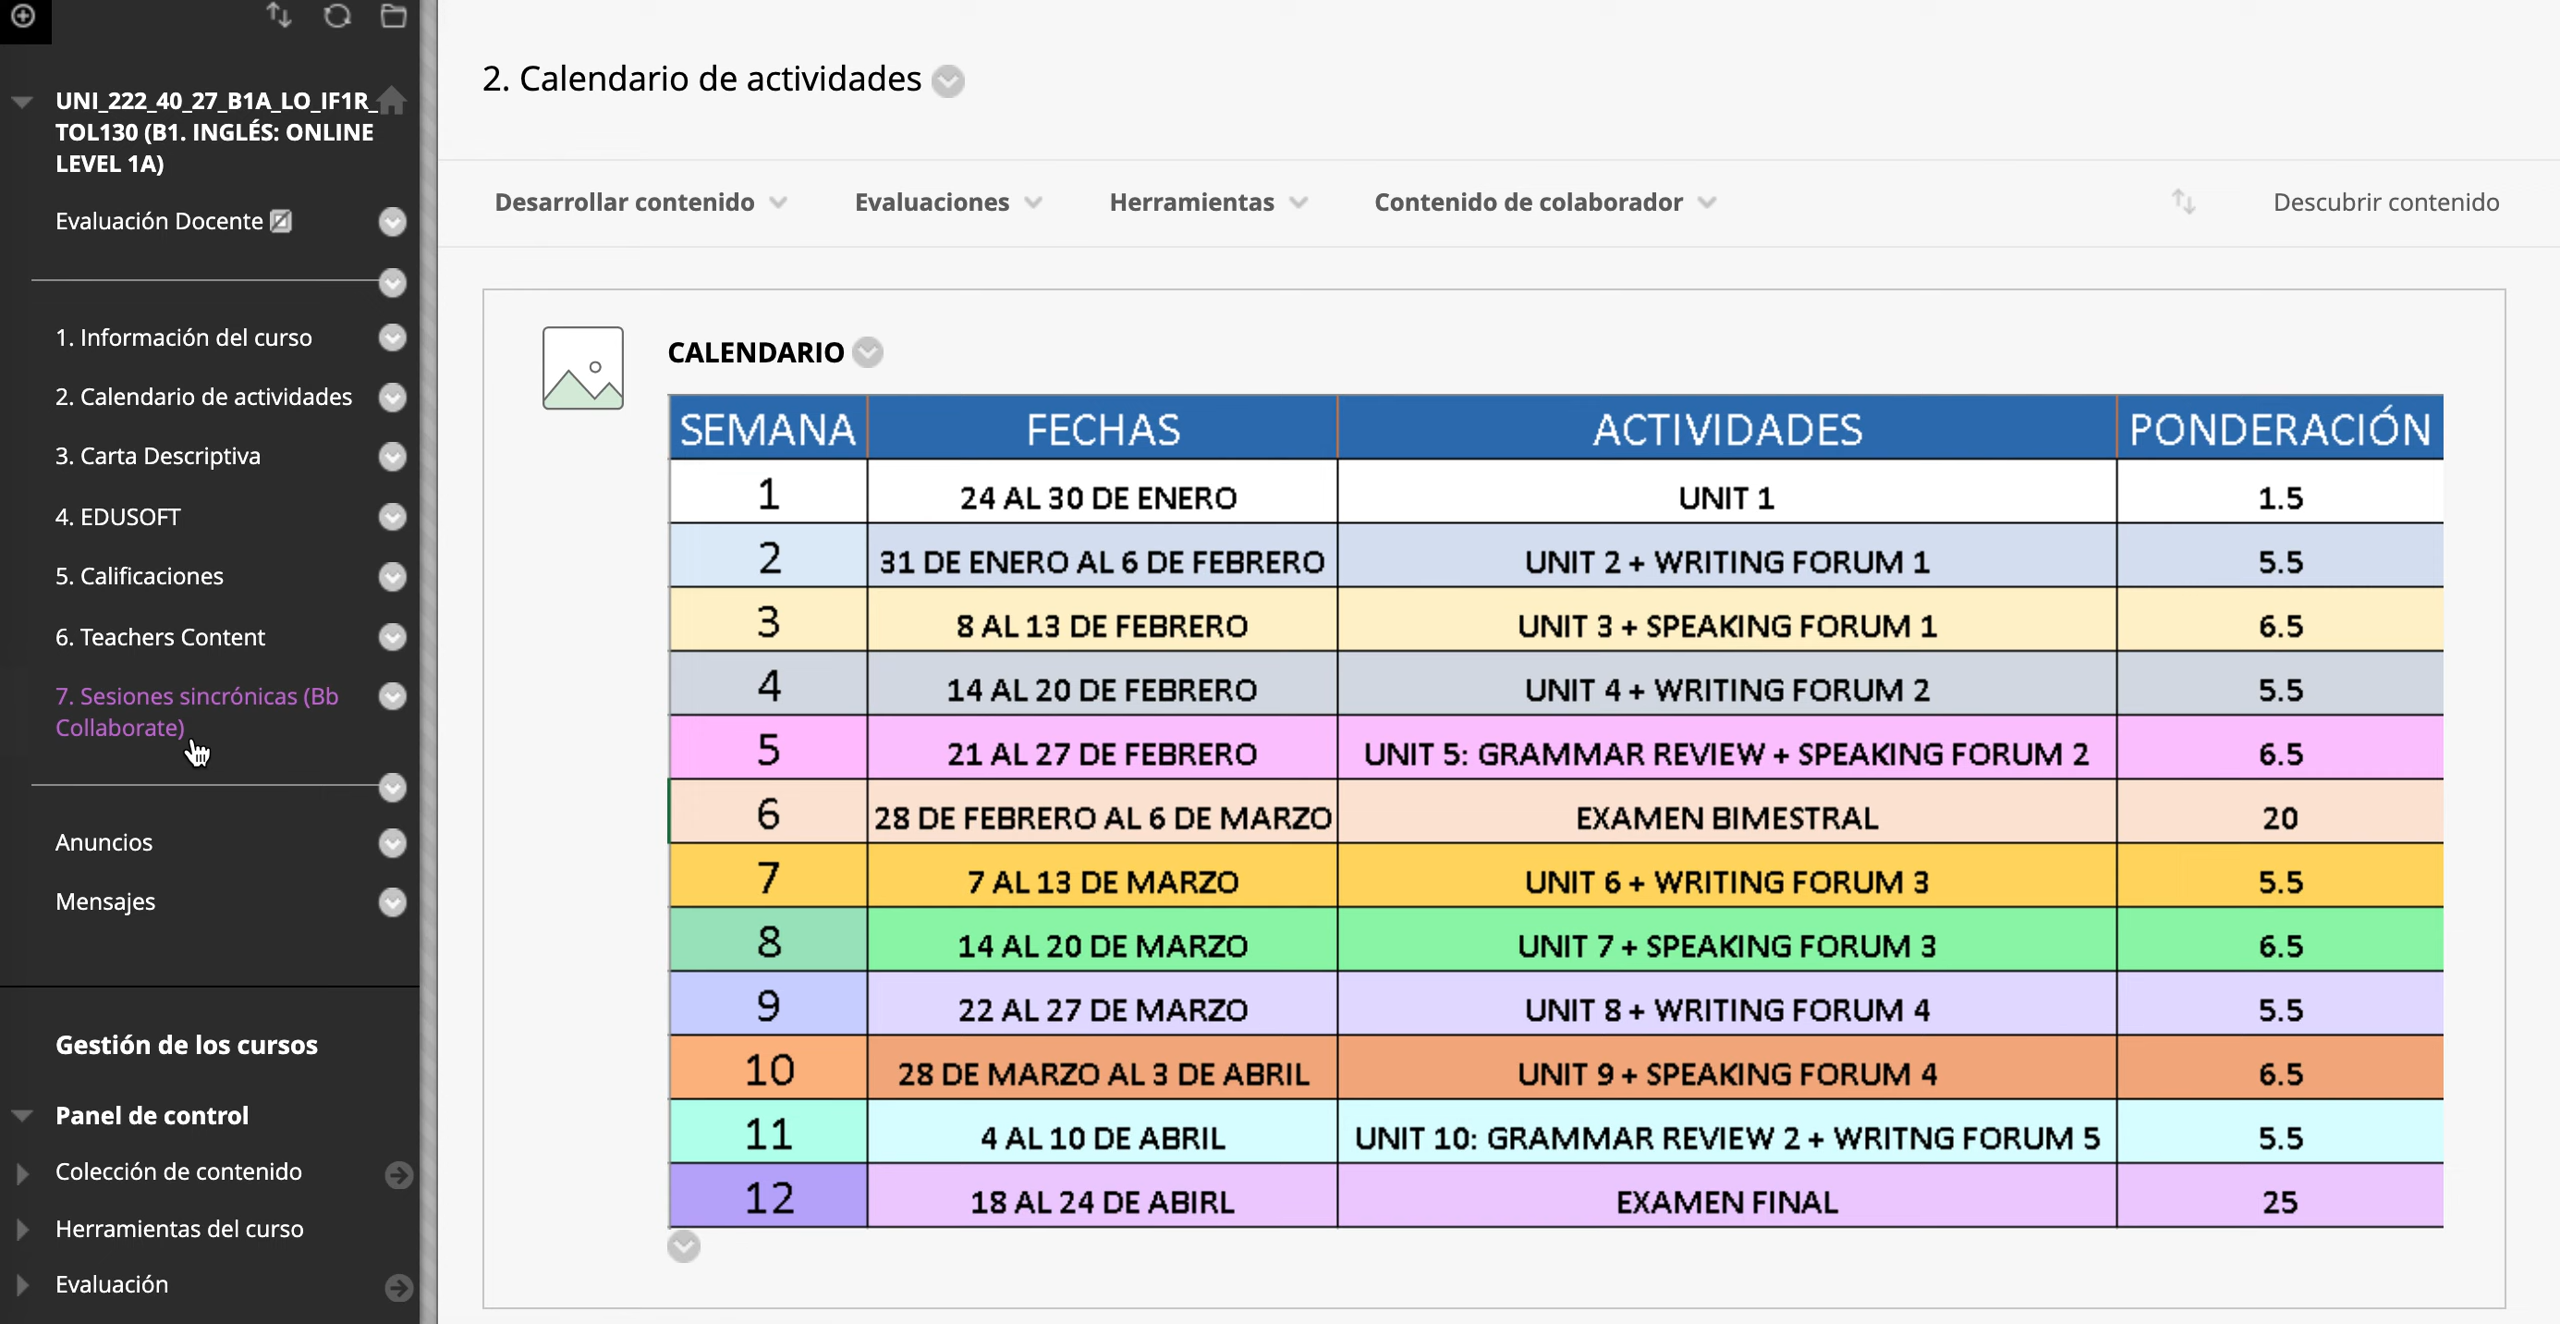 UNI_222_40_27_B1A_LO_IF1R_
TOL130 (B1. INGLÉS: ONLINE
LEVEL 1A)
Evaluación Docente
1. Información del curso
2. Calendario de actividades
3. Carta Descriptiva
4. EDUSOFT
5. Calificaciones
6. Teachers Content
7. Sesiones sincrónicas (Bb
Collaborate)
Anuncios
Mensajes
Gestión de los cursos
Panel de control
Colección de contenido
Herramientas del curso
Evaluación
2. Calendario de actividades
Desarrollar contenido Evaluaciones Herramientas Contenido de colaborador Descubrir contenido
CALENDARIO
SEMANA FECHAS ACTIVIDADES PONDERACIÓN
1 24 AL 30 DE ENERO UNIT 1 1.5
2 31 DE ENERO AL 6 DE FEBRERO UNIT 2 + WRITING FORUM 1 5.5
3 8 AL 13 DE FEBRERO UNIT 3 + SPEAKING FORUM 1 6.5
4 14 AL 20 DE FEBRERO UNIT 4 + WRITING FORUM 2 5.5
5 21 AL 27 DE FEBRERO UNIT 5: GRAMMAR REVIEW + SPEAKING FORUM 2 6.5
6 28 DE FEBRERO AL 6 DE MARZO EXAMEN BIMESTRAL 20
7 7 AL 13 DE MARZO UNIT 6 + WRITING FORUM 3 5.5
8 14 AL 20 DE MARZO UNIT 7 + SPEAKING FORUM 3 6.5
9 22 AL 27 DE MARZO UNIT 8 + WRITING FORUM 4 5.5
10 28 DE MARZO AL 3 DE ABRIL UNIT 9 + SPEAKING FORUM 4 6.5
11 4 AL 10 DE ABRIL UNIT 10: GRAMMAR REVIEW 2 + WRITNG FORUM 5 5.5
12 18 AL 24 DE ABIRL EXAMEN FINAL 25